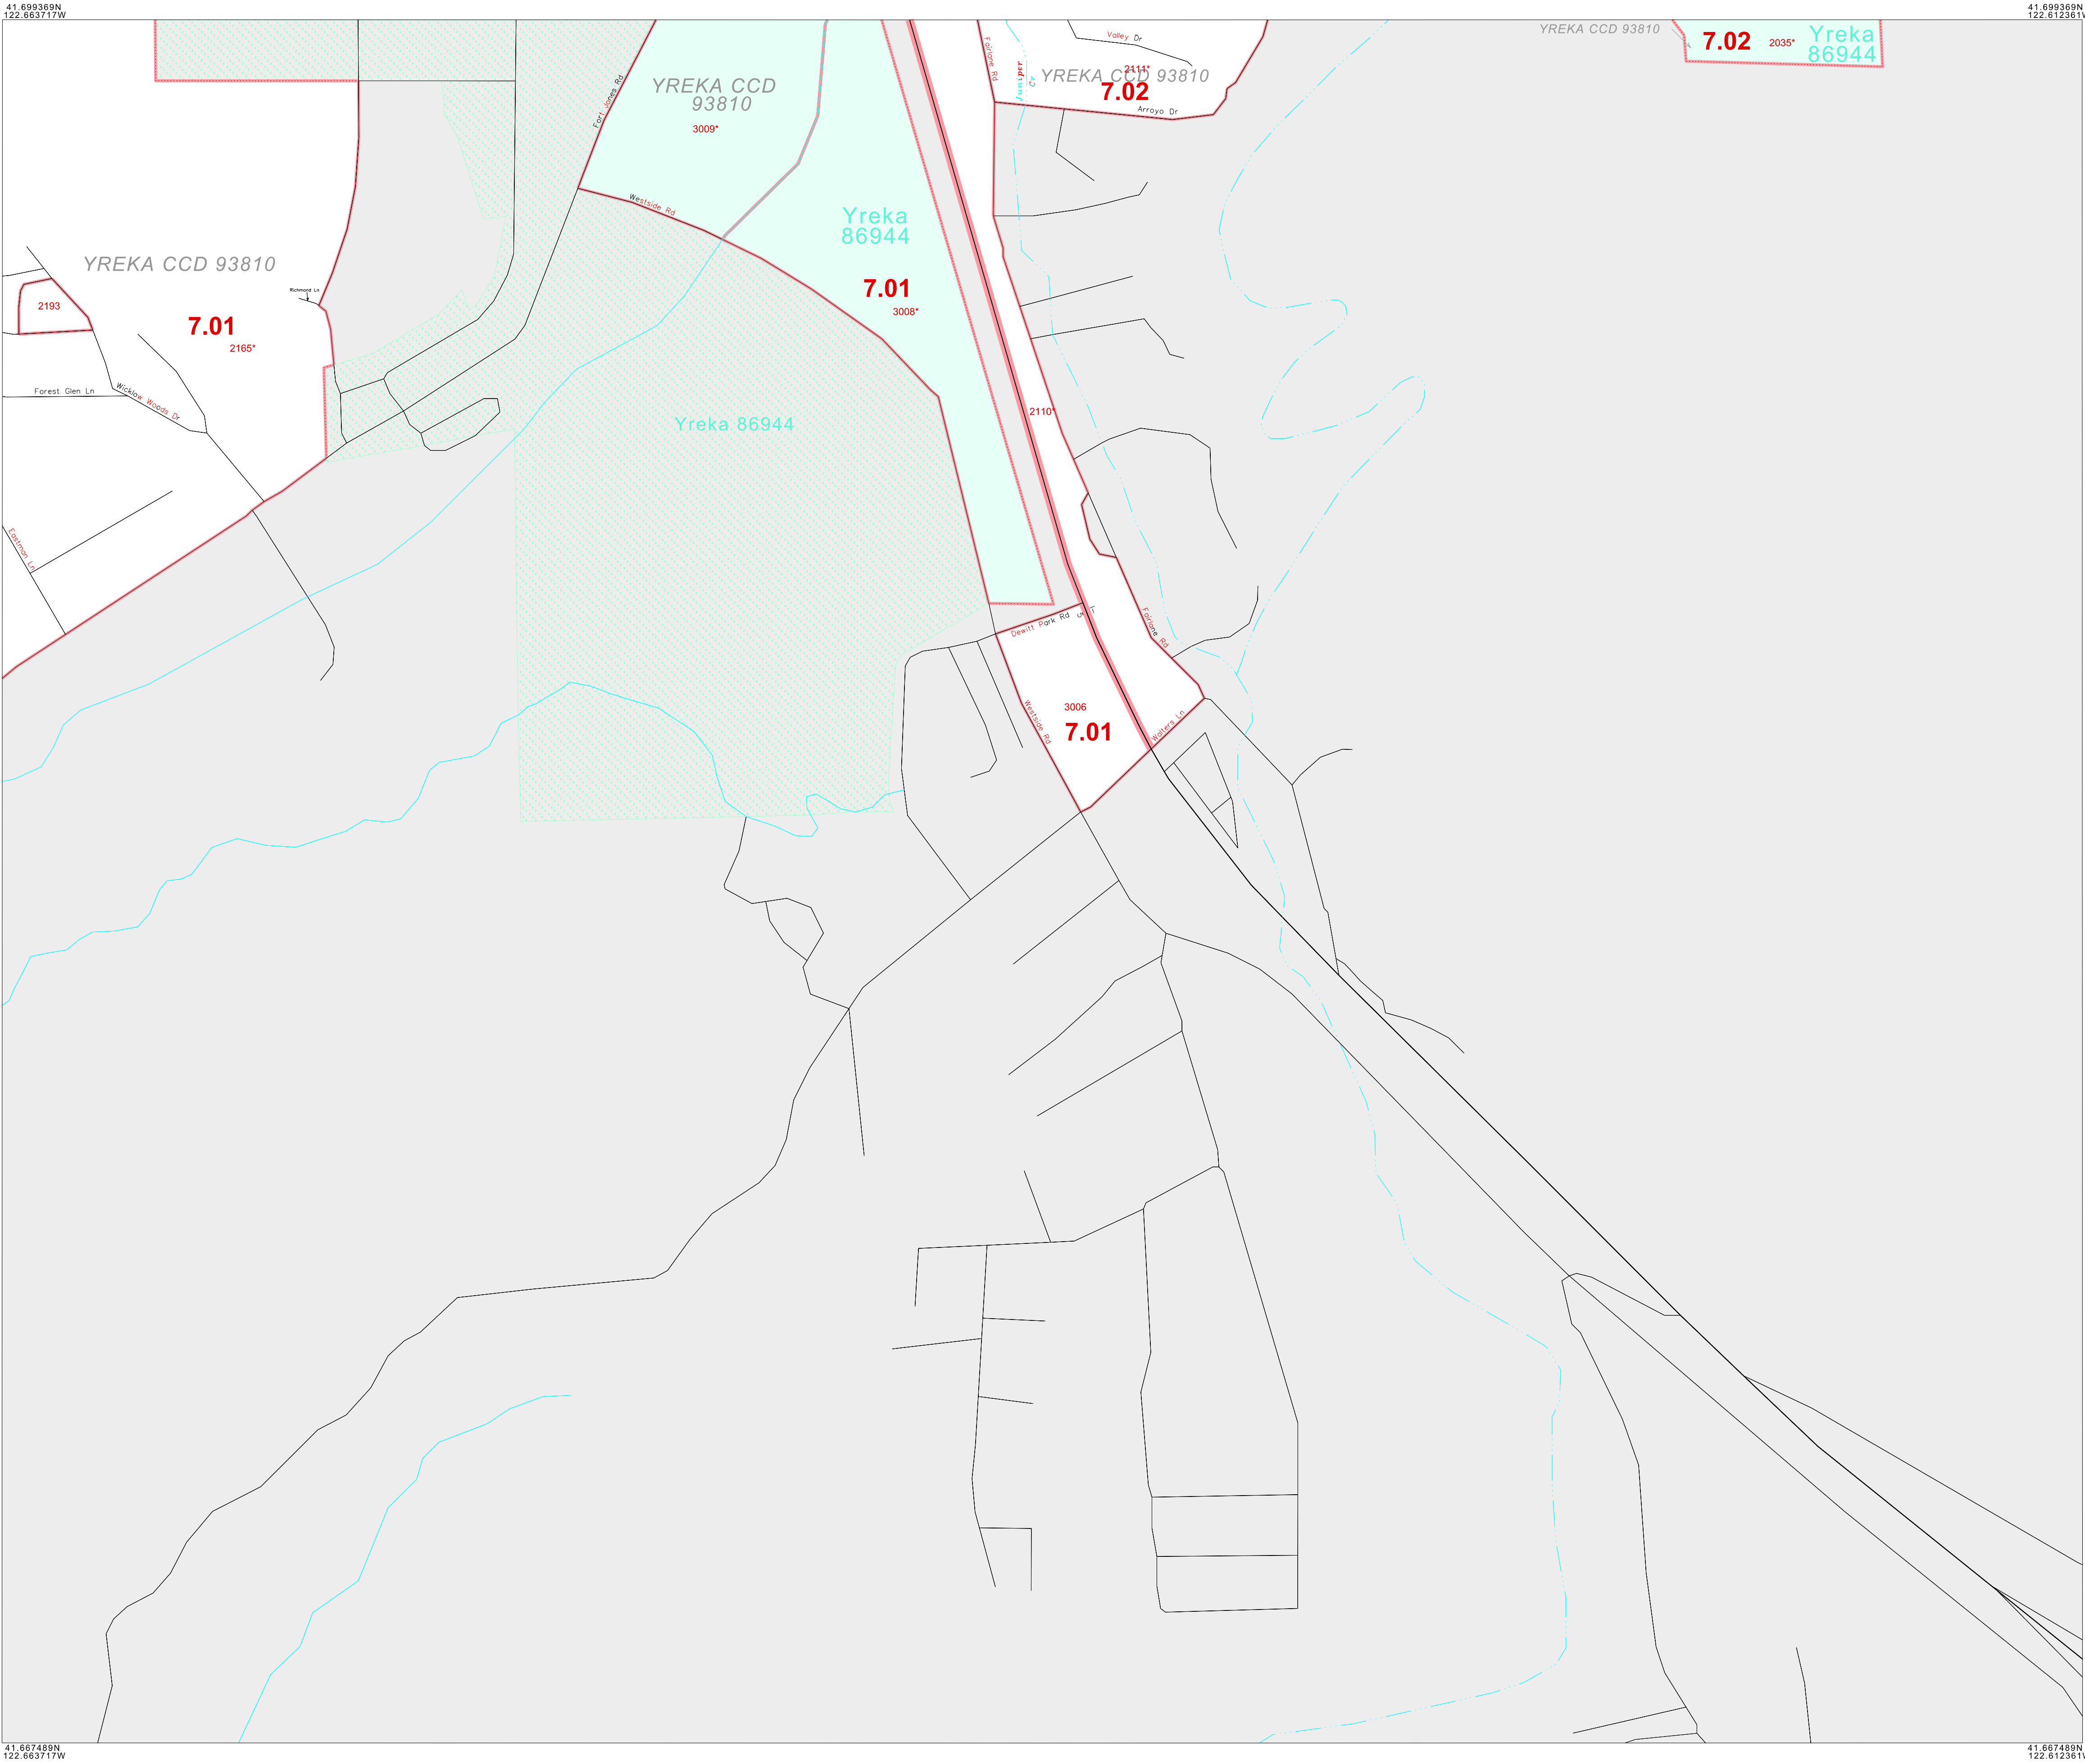 41.699369N
122.663717W
41.699369N
122.612361W
YREKA CCD 93810
7.02
2035*
Yreka
86944
Valley Dr
Fairlane Rd
Juniper
Cr
2111*
YREKA CCD 93810
7.02
Arroyo Dr
YREKA CCD
93810
3009*
Fort Jones Rd
Westside Rd
Yreka
86944
7.01
3008*
YREKA CCD 93810
Richmond Ln
2193
7.01
2165*
Forest Glen Ln
Wicklow Woods Dr
Yreka 86944
2110*
Eastman Ln
Dewitt Park Rd
I- 5
Fairlane Rd
Westside Rd
3006
7.01
Walters Ln
41.667489N
122.663717W
41.667489N
122.612361W